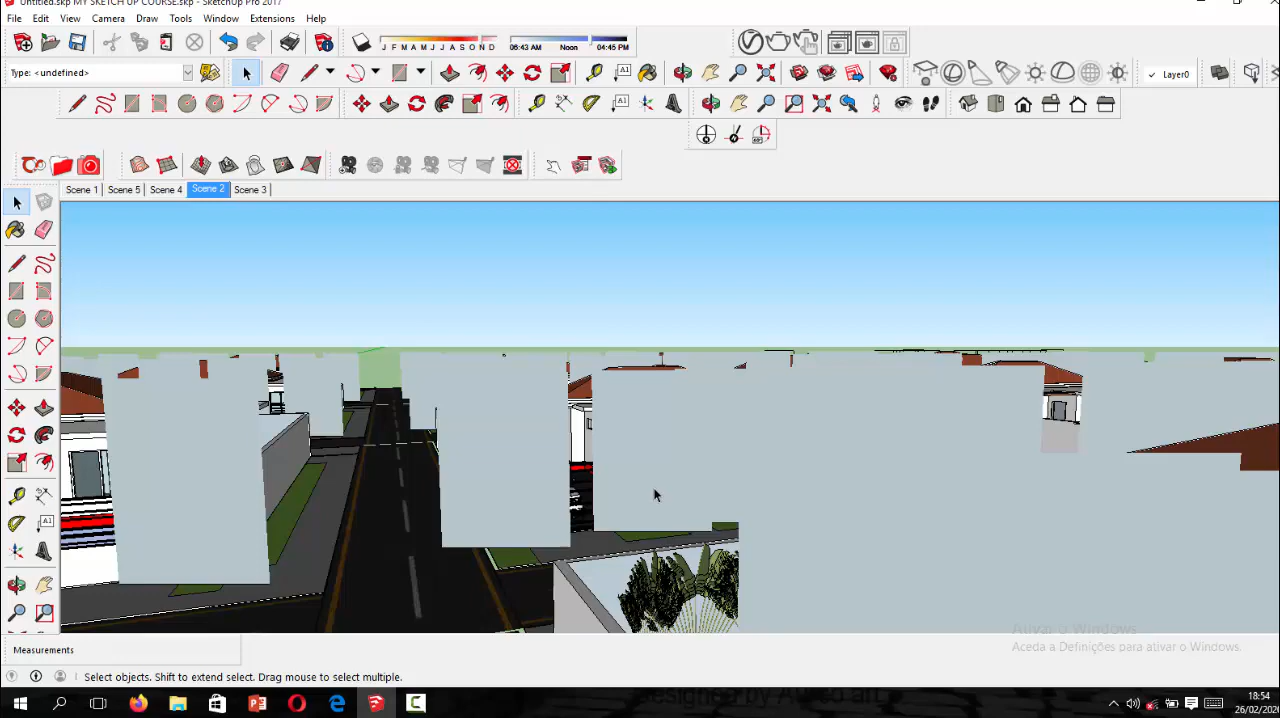 Untitled.skp MY SKETCH UP COURSE.skp - SketchUp Pro 2017
File Edit View Camera Draw Tools Window Extensions Help
J F M A M J J A S O N D 06:43 AM Noon 04:45 PM
Type: <undefined> A1 Layer0
A1
Scene 1 Scene 5 Scene 4 Scene 2 Scene 3
A1
Ativar o Windows
Aceda a Definições para ativar o Windows.
Measurements
Select objects. Shift to extend select. Drag mouse to select multiple.
18:54